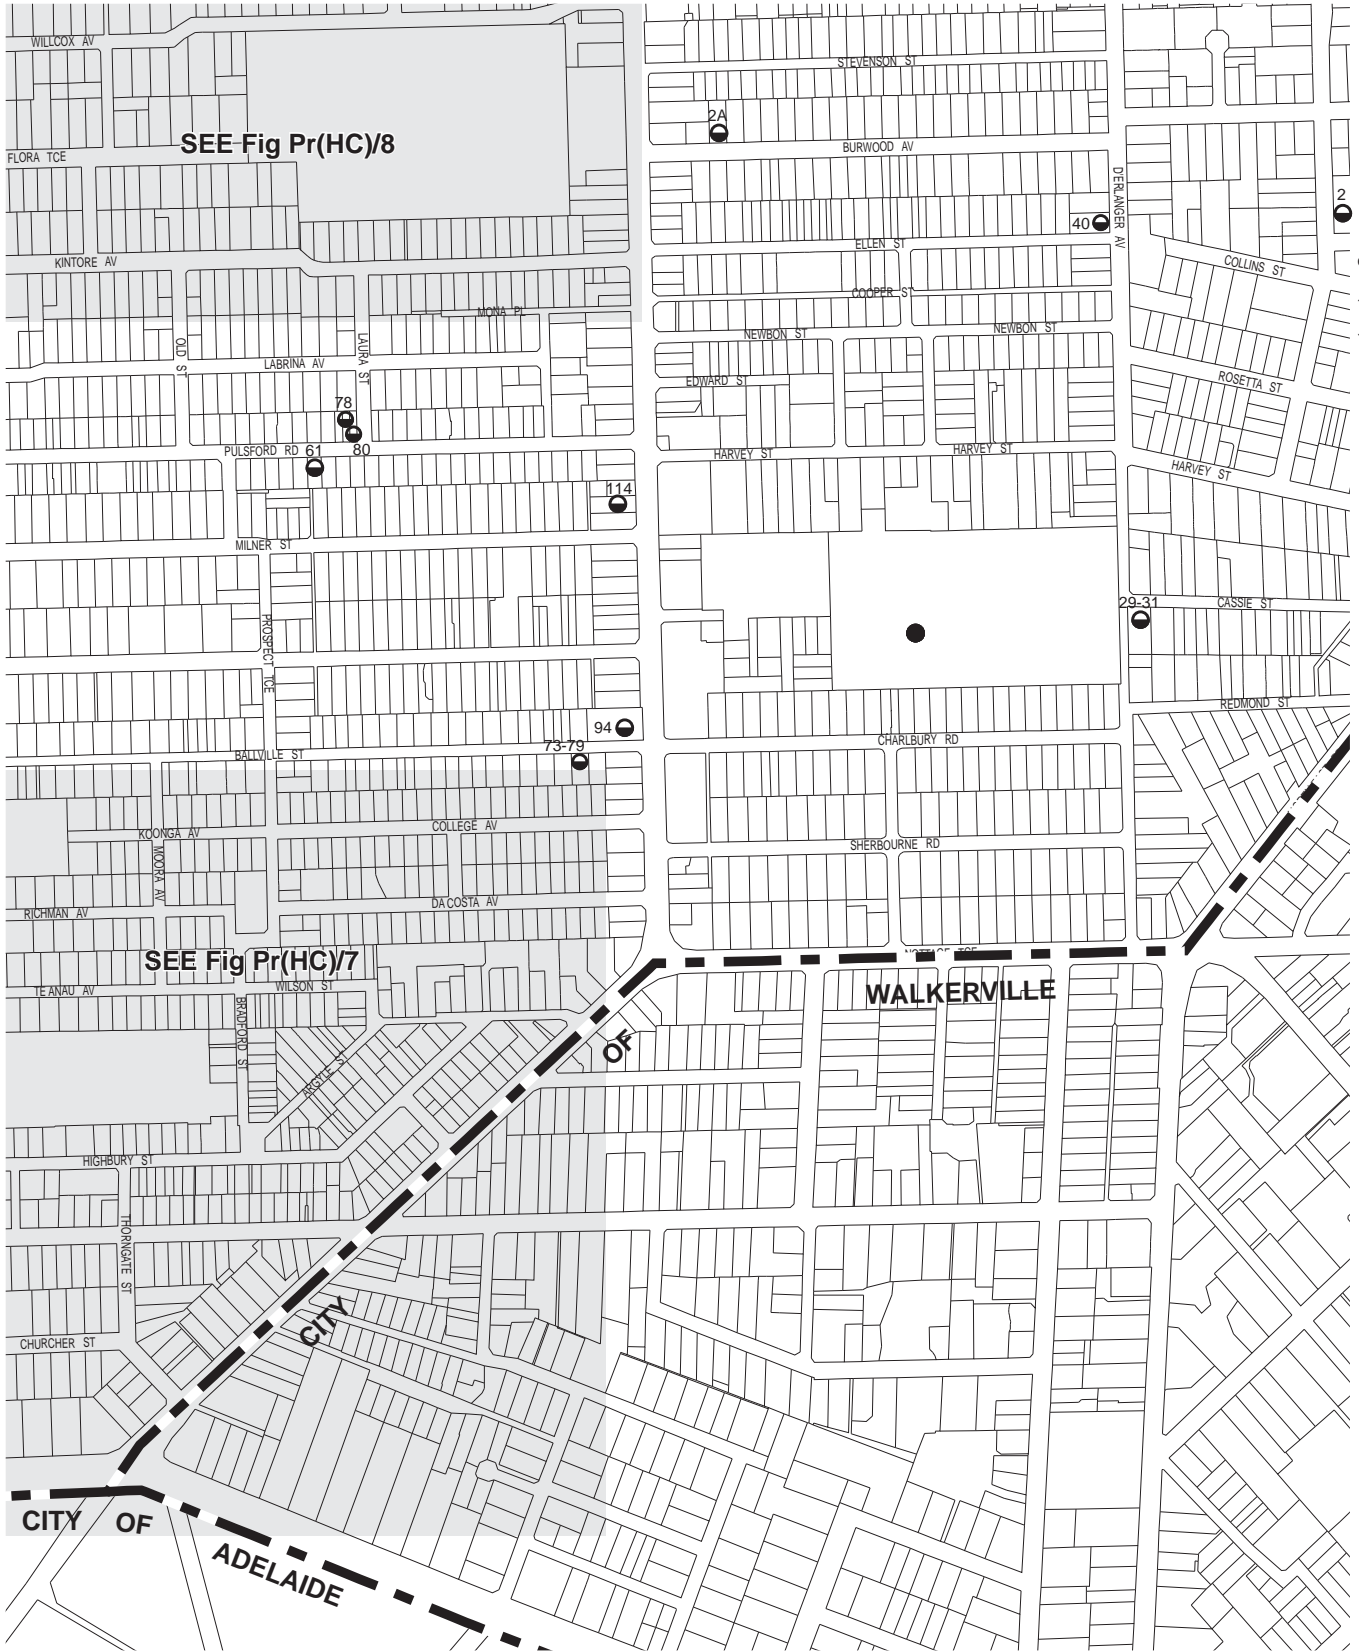 WILLCOX AV
STEVENSON ST
2A
SEE Fig Pr(HC)/8
BURWOOD AV
FLORA TCE
D'ERLANGER AV
2
40
ELLEN ST
KINTORE AV
COLLINS ST
COOPER ST
MONA PL
NEWBON ST
NEWBON ST
OLD ST
LAURA ST
LABRINA AV
EDWARD ST
ROSETTA ST
78
PULSFORD RD
61
80
HARVEY ST
HARVEY ST
HARVEY ST
114
MILNER ST
29-31
CASSIE ST
PROSPECT TCE
REDMOND ST
94
73-79
CHARLBURY RD
BALLVILLE ST
KOONGA AV
COLLEGE AV
SHERBOURNE RD
MOORA AV
RICHMAN AV
DA COSTA AV
NOTTAGE TCE
SEE Fig Pr(HC)/7
TE ANAU AV
WILSON ST
WALKERVILLE
BRADFORD ST
OF
ARGYLE ST
HIGHBURY ST
THORNGATE ST
CITY
CHURCHER ST
CITY OF
ADELAIDE